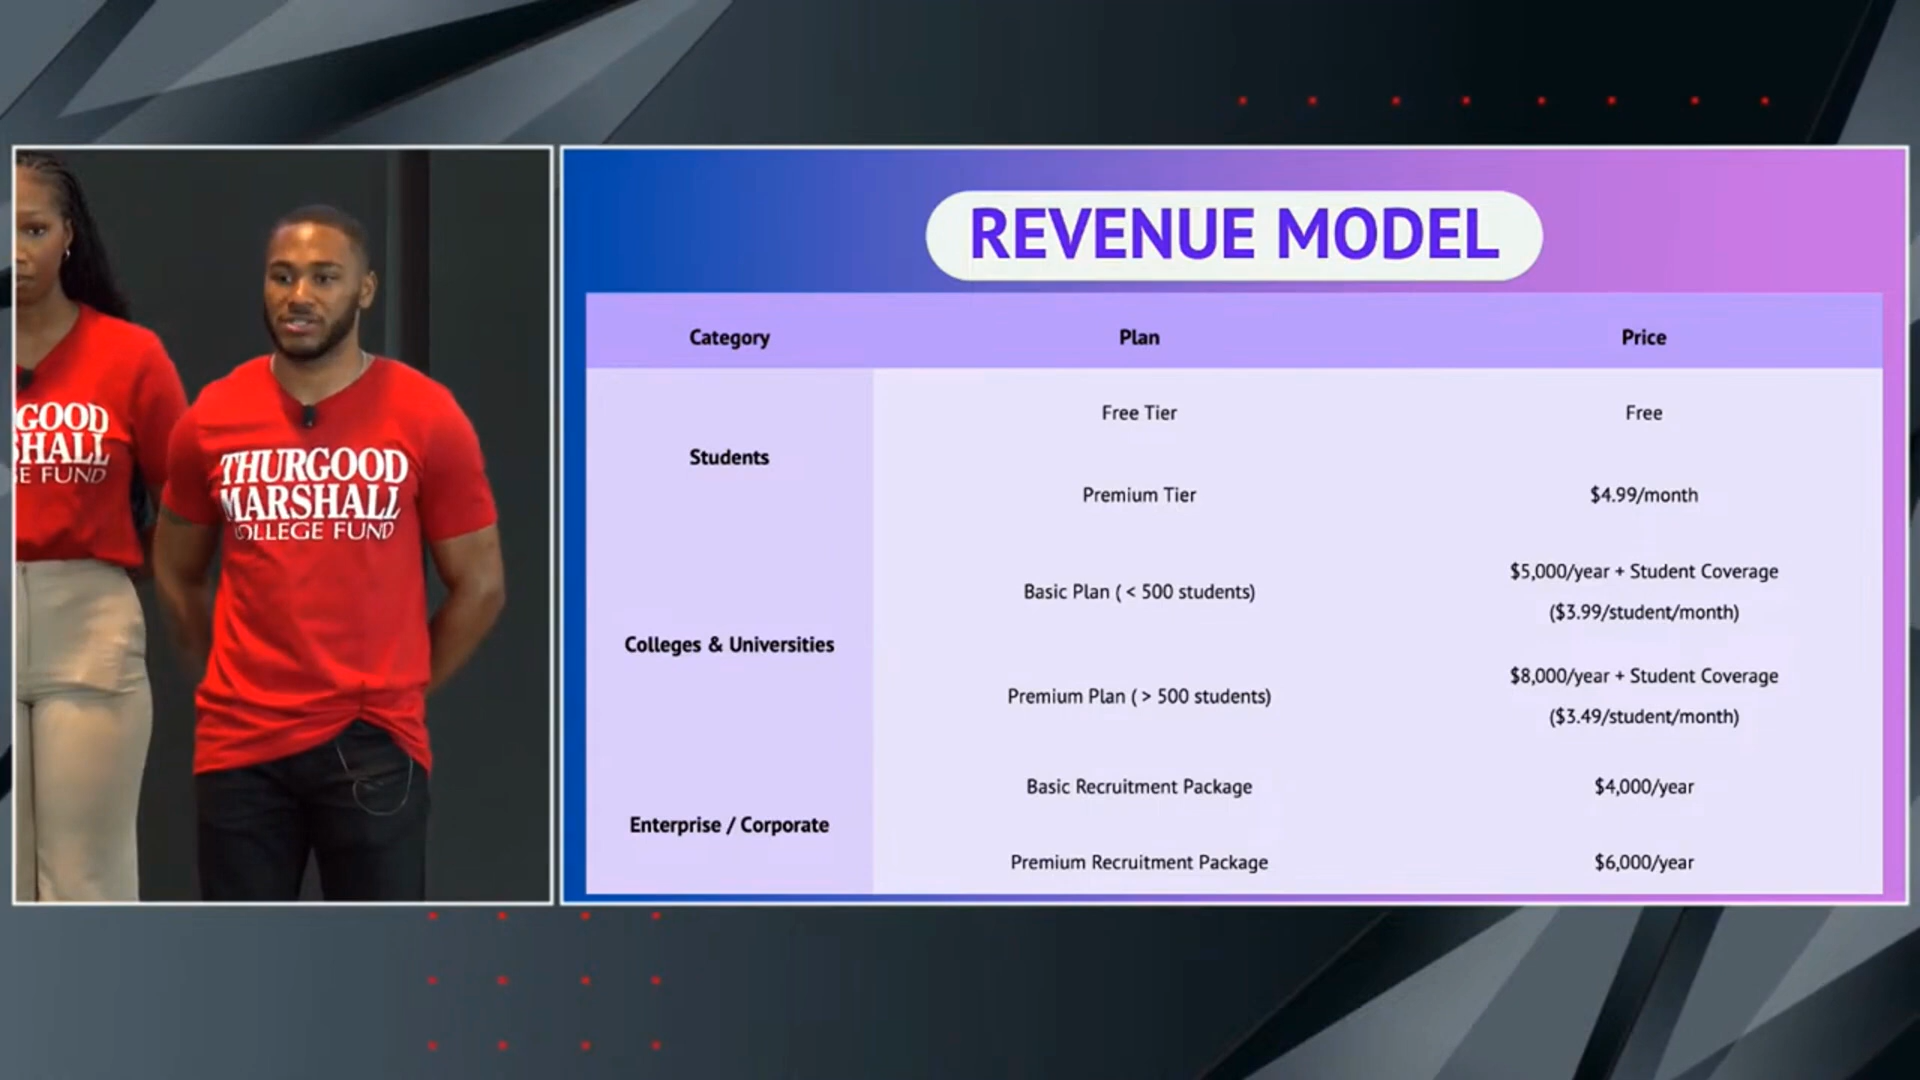 GOOD
SHALL
E FUND
THURGOOD
MARSHALL
COLLEGE FUND
REVENUE MODEL
Category Plan Price
Students
Free Tier Free
Premium Tier $4.99/month
Colleges & Universities
Basic Plan ( < 500 students) $5,000/year + Student Coverage
($3.99/student/month)
Premium Plan ( > 500 students) $8,000/year + Student Coverage
($3.49/student/month)
Enterprise / Corporate
Basic Recruitment Package $4,000/year
Premium Recruitment Package $6,000/year